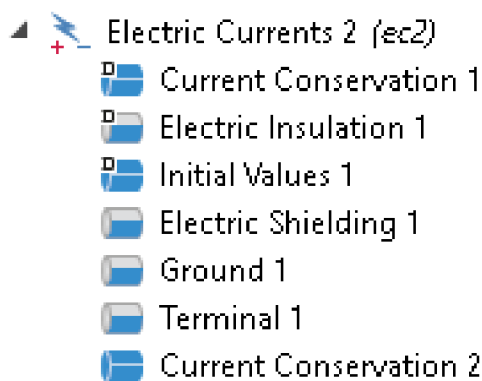 Electric Currents 2 (ec2)
D Current Conservation 1
D Electric Insulation 1
D Initial Values 1
Electric Shielding 1
Ground 1
Terminal 1
Current Conservation 2